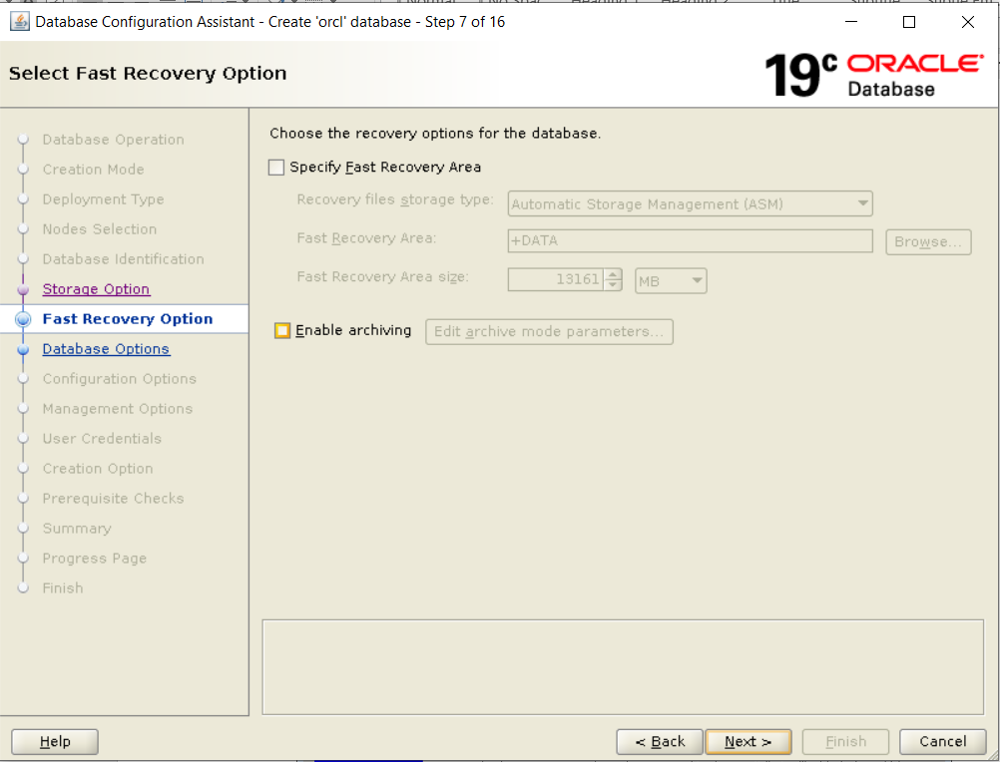 Database Configuration Assistant - Create 'orcl' database - Step 7 of 16
Select Fast Recovery Option
19c ORACLE
Database
Database Operation
Creation Mode
Deployment Type
Nodes Selection
Database Identification
Storage Option
Fast Recovery Option
Database Options
Configuration Options
Management Options
User Credentials
Creation Option
Prerequisite Checks
Summary
Progress Page
Finish
Choose the recovery options for the database.
Specify Fast Recovery Area
Recovery files storage type: Automatic Storage Management (ASM)
Fast Recovery Area: +DATA Browse...
Fast Recovery Area size: 13161 MB
Enable archiving Edit archive mode parameters...
Help < Back Next > Finish Cancel